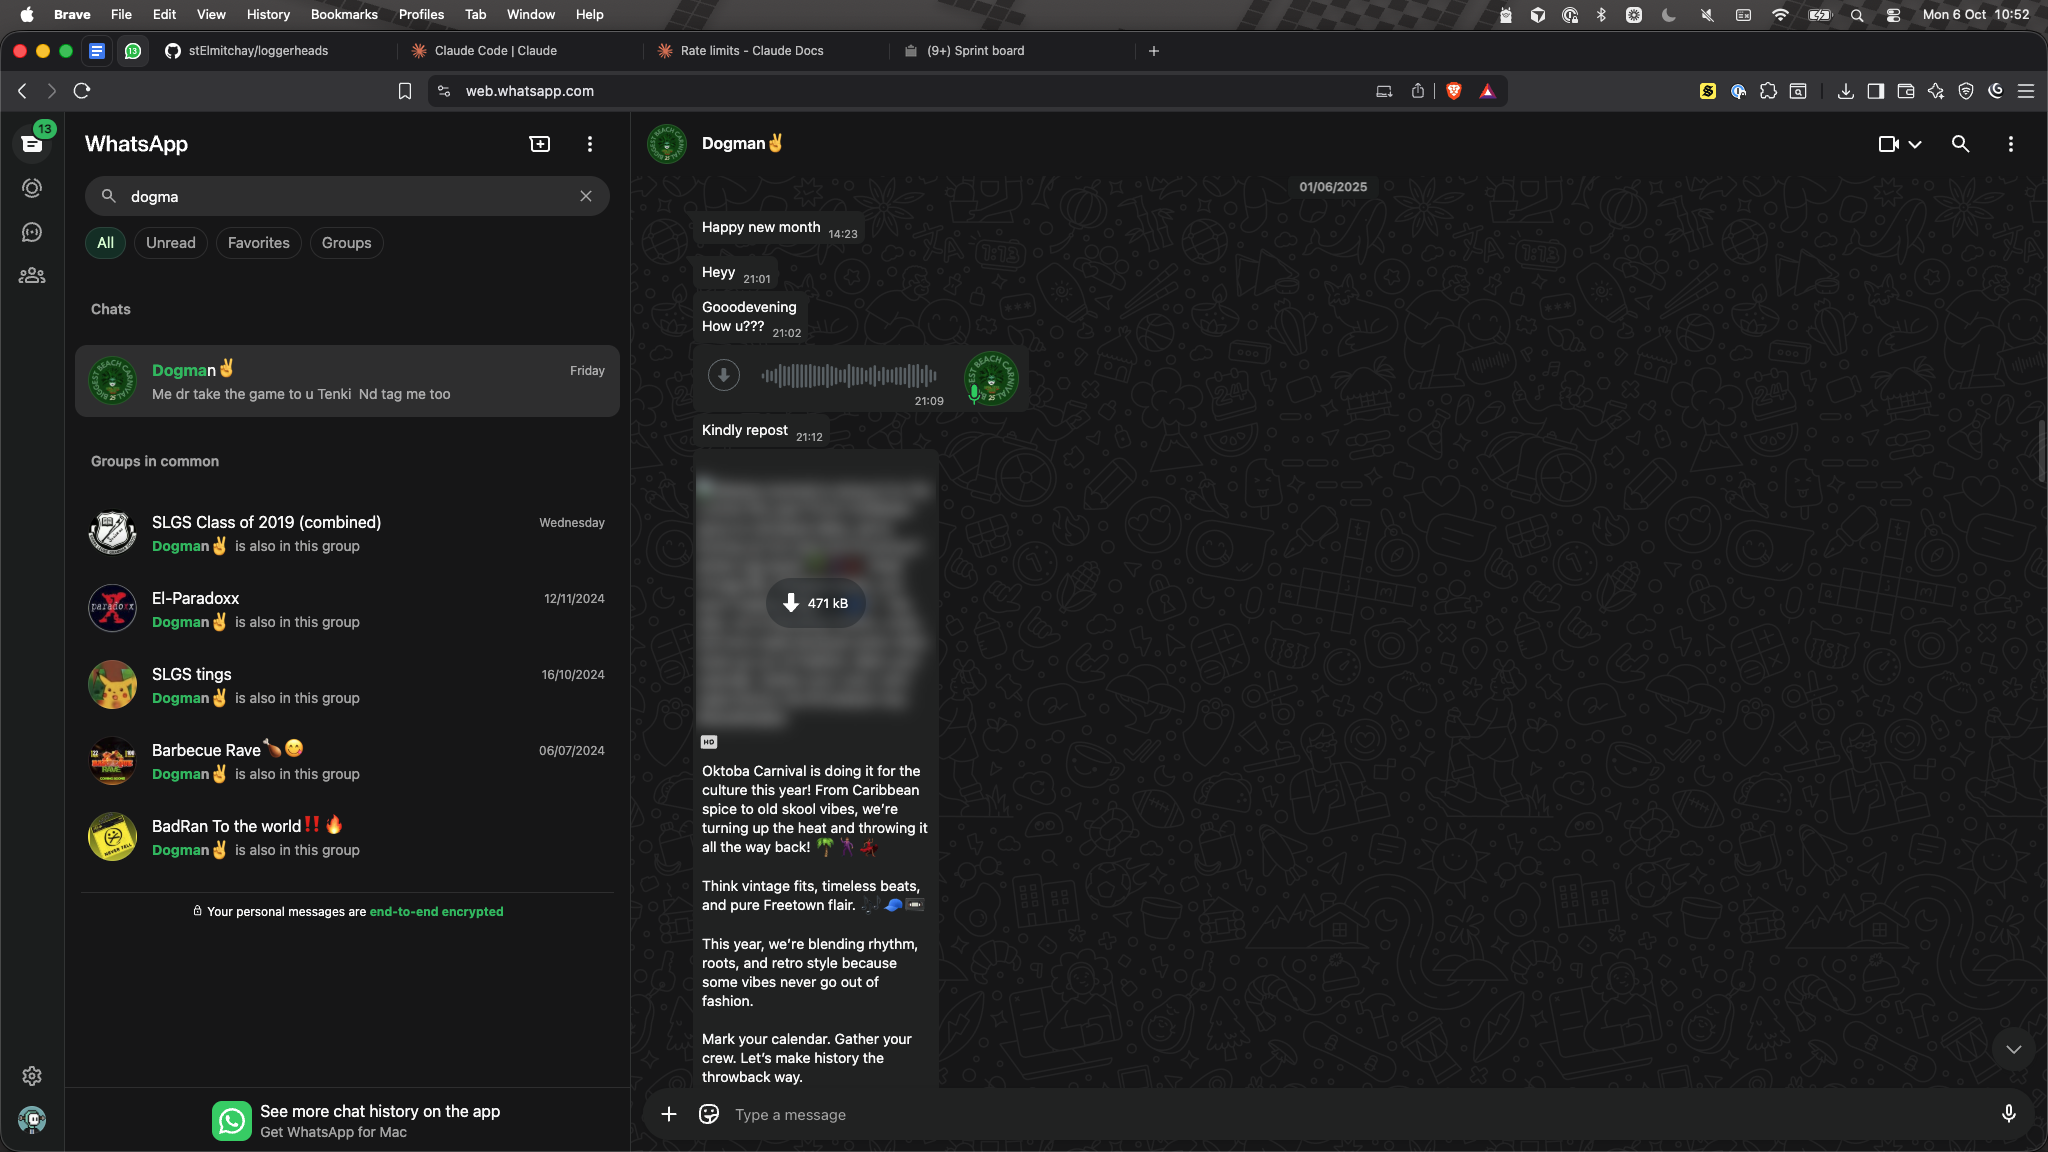 Brave File Edit View History Bookmarks Profiles Tab Window Help
Mon 6 Oct 10:52
13
stElmitchay/loggerheads
Claude Code | Claude
Rate limits - Claude Docs
(9+) Sprint board
web.whatsapp.com
13
WhatsApp
dogma
All
Unread
Favorites
Groups
Chats
Dogman✌️
Friday
Me dr take the game to u Tenki Nd tag me too
Groups in common
SLGS Class of 2019 (combined)
Wednesday
Dogman✌️ is also in this group
El-Paradoxx
12/11/2024
Dogman✌️ is also in this group
SLGS tings
16/10/2024
Dogman✌️ is also in this group
Barbecue Rave🍗😋
06/07/2024
Dogman✌️ is also in this group
BadRan To the world‼️🔥
Dogman✌️ is also in this group
Your personal messages are end-to-end encrypted
See more chat history on the app
Get WhatsApp for Mac
Dogman✌️
01/06/2025
Happy new month 14:23
Heyy 21:01
Gooodevening
How u??? 21:02
21:09
Kindly repost 21:12
471 kB
HD
Oktoba Carnival is doing it for the
culture this year! From Caribbean
spice to old skool vibes, we’re
turning up the heat and throwing it
all the way back! 🌴🕺💃
Think vintage fits, timeless beats,
and pure Freetown flair. 🧢📼
This year, we’re blending rhythm,
roots, and retro style because
some vibes never go out of
fashion.
Mark your calendar. Gather your
crew. Let’s make history the
throwback way.
Type a message